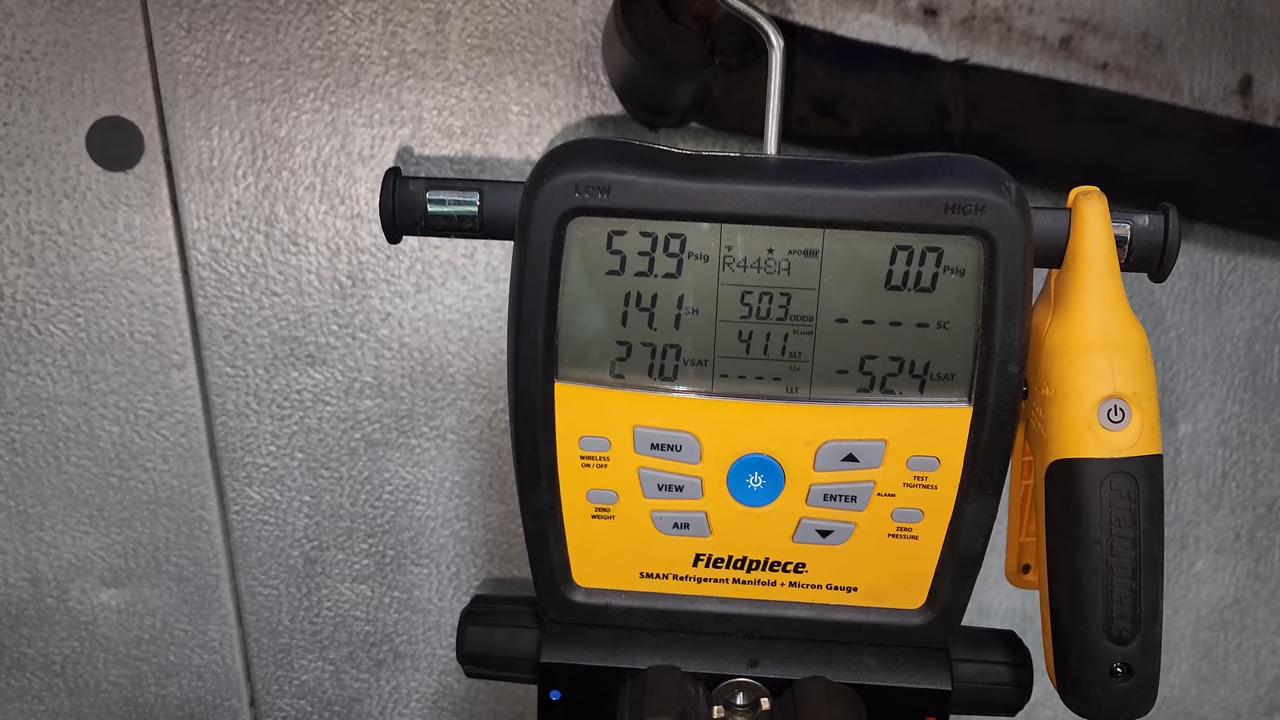 LOW
HIGH
53.9 Psig
14.1 SH
27.0 VSAT
°F APO
R448A
50.3 ODDB
41.1 SLT
- - - - LLT
0.0 Psig
- - - - SC
-52.4 LSAT
WIRELESS
ON / OFF
ZERO
WEIGHT
MENU
VIEW
AIR
ENTER
ALARM
TEST
TIGHTNESS
ZERO
PRESSURE
Fieldpiece
SMAN™ Refrigerant Manifold + Micron Gauge
Fieldpiece